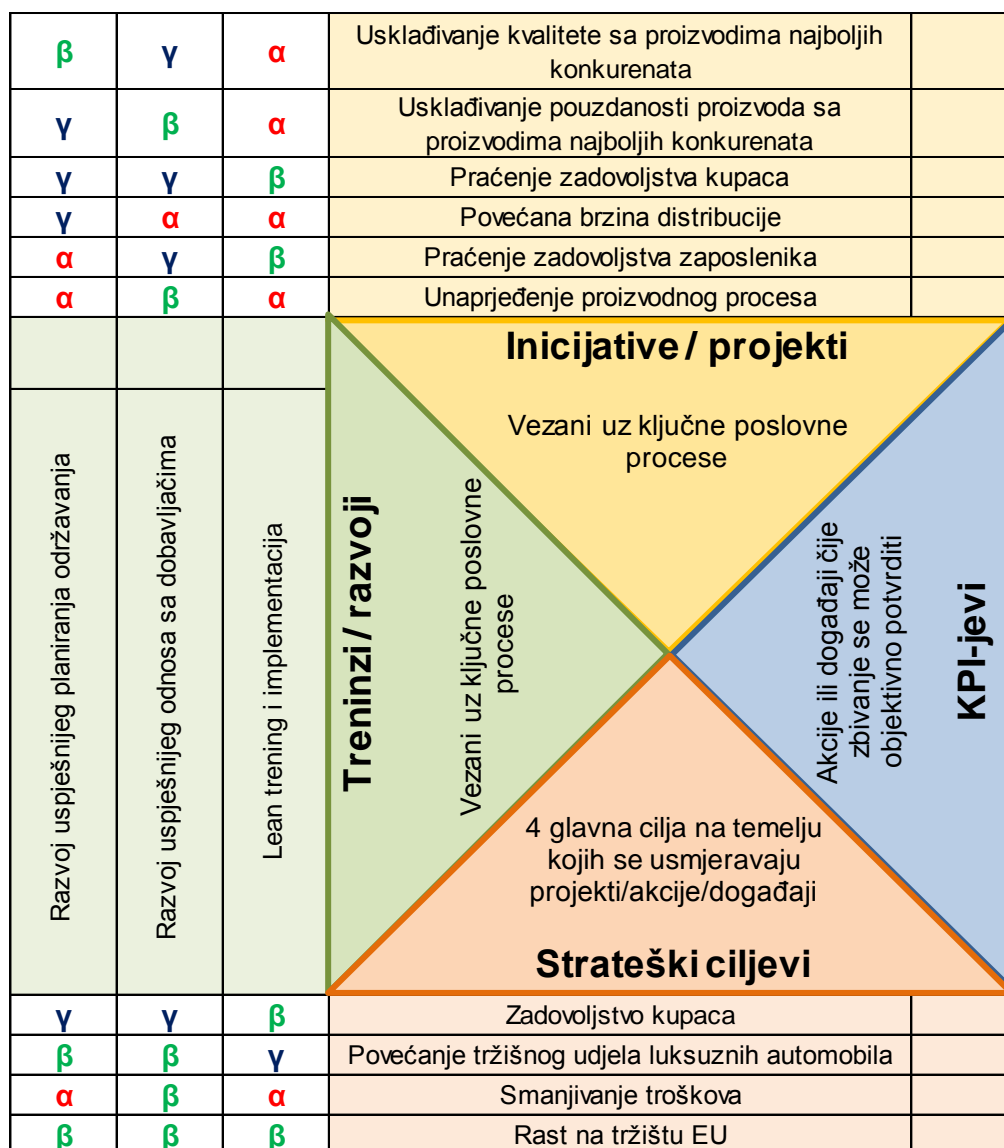 β γ α Usklađivanje kvalitete sa proizvodima najboljih
konkurenata
γ β α Usklađivanje pouzdanosti proizvoda sa
proizvodima najboljih konkurenata
γ γ β Praćenje zadovoljstva kupaca
γ α α Povećana brzina distribucije
α γ β Praćenje zadovoljstva zaposlenika
α β α Unaprjeđenje proizvodnog procesa
Inicijative / projekti
Vezani uz ključne poslovne
procese
Razvoj uspješnijeg planiranja održavanja
Razvoj uspješnijeg odnosa sa dobavljačima
Lean trening i implementacija
Treninzi / razvoji
Vezani uz ključne poslovne
procese
Akcije ili događaji čije
zbivanje se može
objektivno potvrditi
KPI-jevi
4 glavna cilja na temelju
kojih se usmjeravaju
projekti/akcije/događaji
Strateški ciljevi
γ γ β Zadovoljstvo kupaca
β β γ Povećanje tržišnog udjela luksuznih automobila
α β α Smanjivanje troškova
β β β Rast na tržištu EU